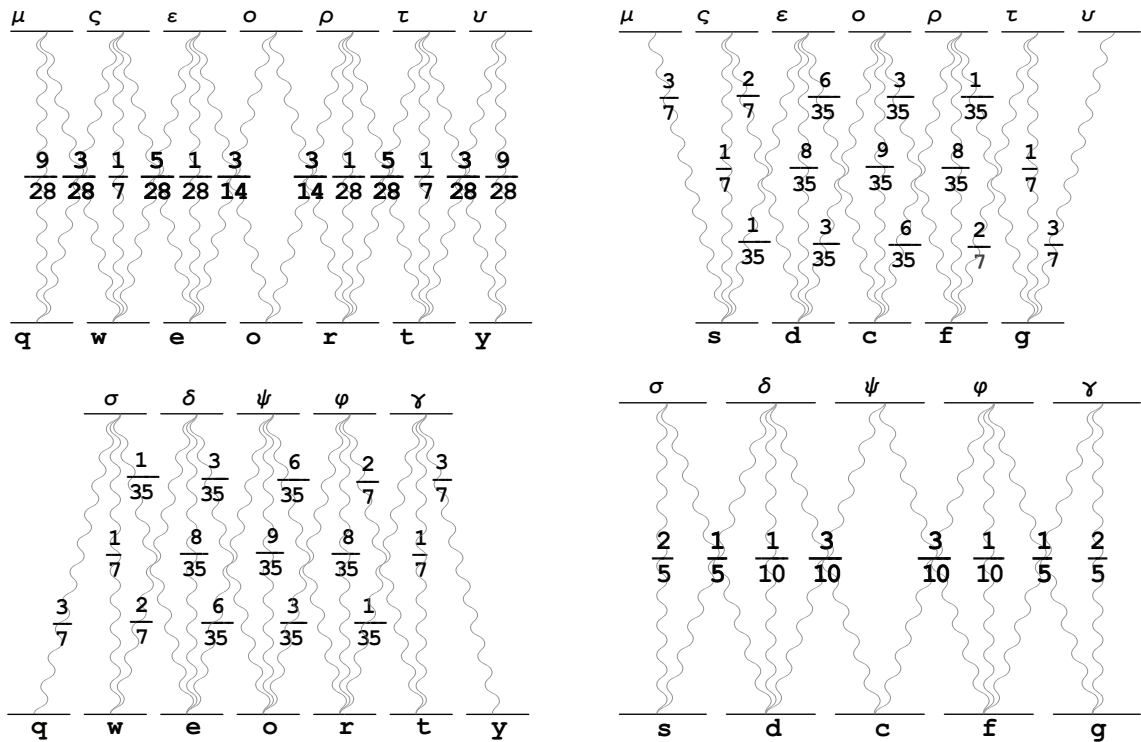 μ ς ε ο ρ τ υ
9/28 3/28 1/7 5/28 1/28 3/14 3/14 1/28 5/28 1/7 3/28 9/28
q w e o r t y
μ ς ε ο ρ τ υ
3/7 2/7 6/35 3/35 1/35
1/7 8/35 9/35 8/35 1/7
1/35 3/35 6/35 2/7 3/7
s d c f g
σ δ ψ φ γ
1/35 3/35 6/35 2/7 3/7
1/7 8/35 9/35 8/35 1/7
3/7 2/7 6/35 3/35 1/35
q w e o r t y
σ δ ψ φ γ
2/5 1/5 1/10 3/10 3/10 1/10 1/5 2/5
s d c f g